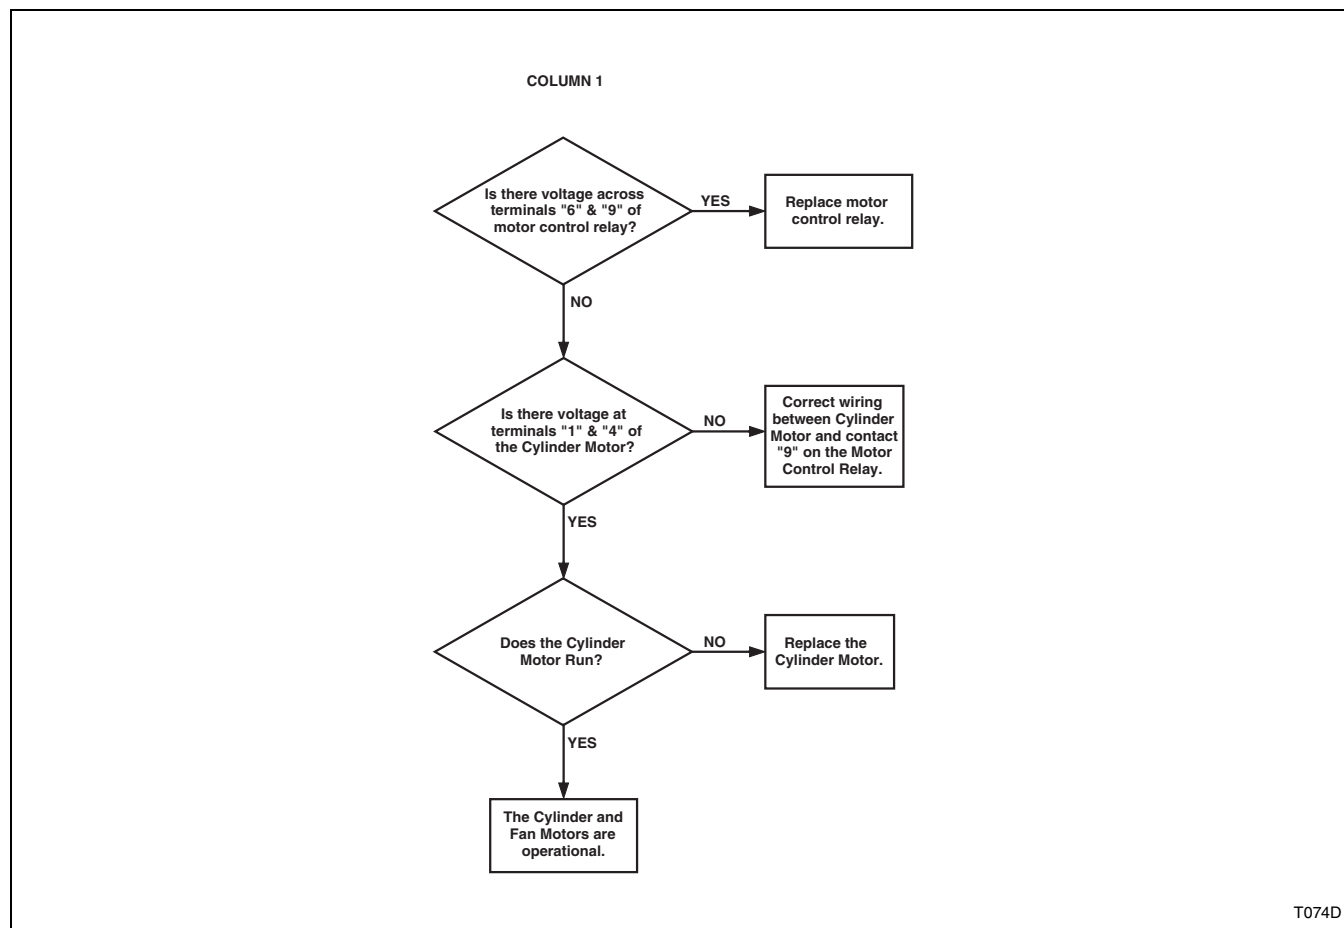 COLUMN 1
Is there voltage across
terminals "6" & "9" of
motor control relay?
YES
Replace motor
control relay.
NO
Is there voltage at
terminals "1" & "4" of
the Cylinder Motor?
NO
Correct wiring
between Cylinder
Motor and contact
"9" on the Motor
Control Relay.
YES
Does the Cylinder
Motor Run?
NO
Replace the
Cylinder Motor.
YES
The Cylinder and
Fan Motors are
operational.
T074D